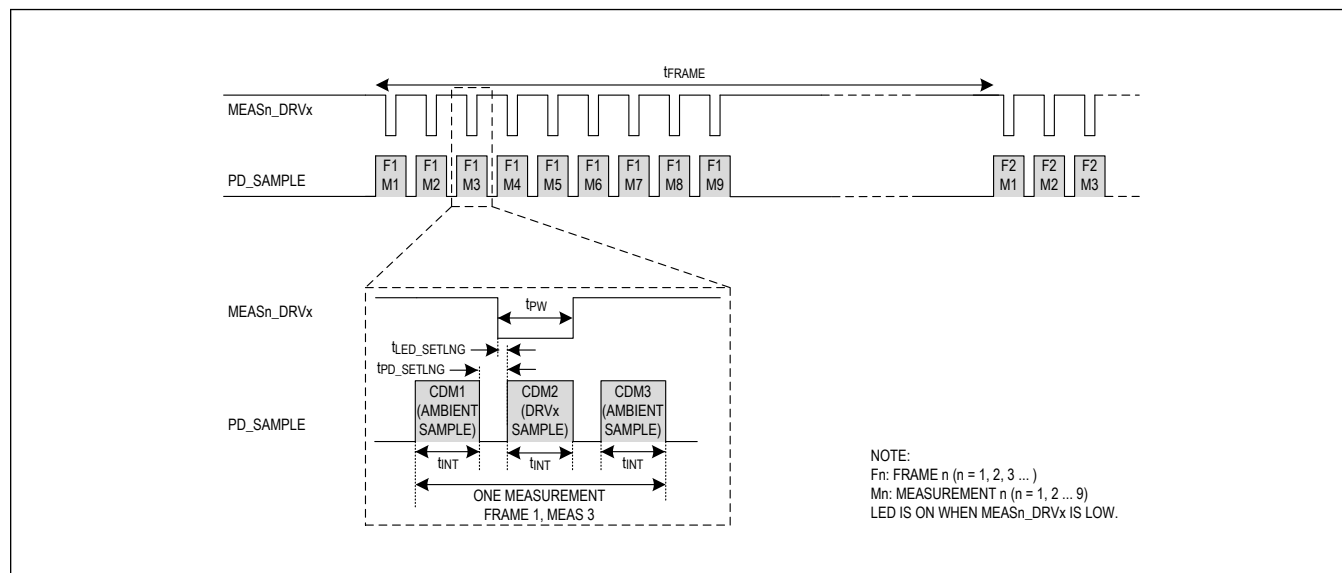 tFRAME
MEASn_DRVx
PD_SAMPLE
F1 F1 F1 F1 F1 F1 F1 F1 F1 F2 F2 F2
M1 M2 M3 M4 M5 M6 M7 M8 M9 M1 M2 M3
MEASn_DRVx
tPW
tLED_SETLNG
tPD_SETLNG
PD_SAMPLE
CDM1 CDM2 CDM3
(AMBIENT (DRVx (AMBIENT
SAMPLE) SAMPLE) SAMPLE)
tINT tINT tINT
ONE MEASUREMENT
FRAME 1, MEAS 3
NOTE:
Fn: FRAME n (n = 1, 2, 3 ... )
Mn: MEASUREMENT n (n = 1, 2 ... 9)
LED IS ON WHEN MEASn_DRVx IS LOW.